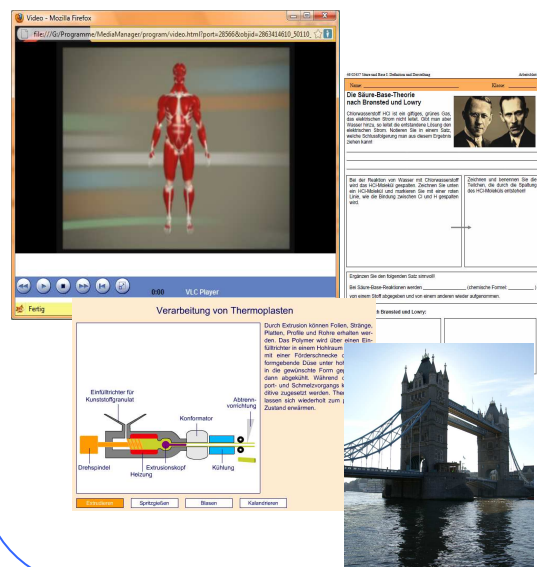 Video - Mozilla Firefox
file:///G:/Programme/MediaManager/program/video.html?port=28566&objid=2863414610_50110_
0:00 VLC Player
Fertig
Säure und Base I: Definition und Herstellung
Arbeitsblatt
Name: Klasse:
Die Säure-Base-Theorie
nach Brønsted und Lowry
Chlorwasserstoff HCl ist ein giftiges, grünes Gas,
das elektrischen Strom nicht leitet. Gibt man aber
Wasser hinzu, so leitet die entstandene Lösung den
elektrischen Strom. Notieren Sie in einem Satz,
welche Schlussfolgerung man aus diesem Ergebnis
ziehen kann!
Bei der Reaktion von Wasser mit Chlorwasserstoff
wird das HCl-Molekül gespalten. Zeichnen Sie unten
ein HCl-Molekül und markieren Sie mit einer roten
Linie, wie die Bindung zwischen Cl und H gespalten
wird.
Zeichnen und benennen Sie die
Teilchen, die durch die Spaltung
des HCl-Moleküls entstehen!
Ergänzen Sie den folgenden Satz sinnvoll!
Bei Säure-Base-Reaktionen werden (chemische Formel: )
von einem Stoff abgegeben und von einem anderen wieder aufgenommen.
Brønsted und Lowry:
Verarbeitung von Thermoplasten
Durch Extrusion können Folien, Stränge,
Platten, Profile und Rohre erhalten wer-
den. Das Polymer wird über einen Ein-
fülltrichter in einem Hohlraum
mit einer Förderschnecke
formgebende Düse unter
in die gewünschte Form
dann abgekühlt. Während
port- und Schmelzvorgangs
ditive zugesetzt werden.
lassen sich wiederholt zum
Zustand erwärmen.
Einfülltrichter für
Kunststoffgranulat
Abtrenn-
vorrichtung
Konformator
Drehspindel
Extrusionskopf
Kühlung
Heizung
Extrudieren Spritzgießen Blasen Kalandrieren